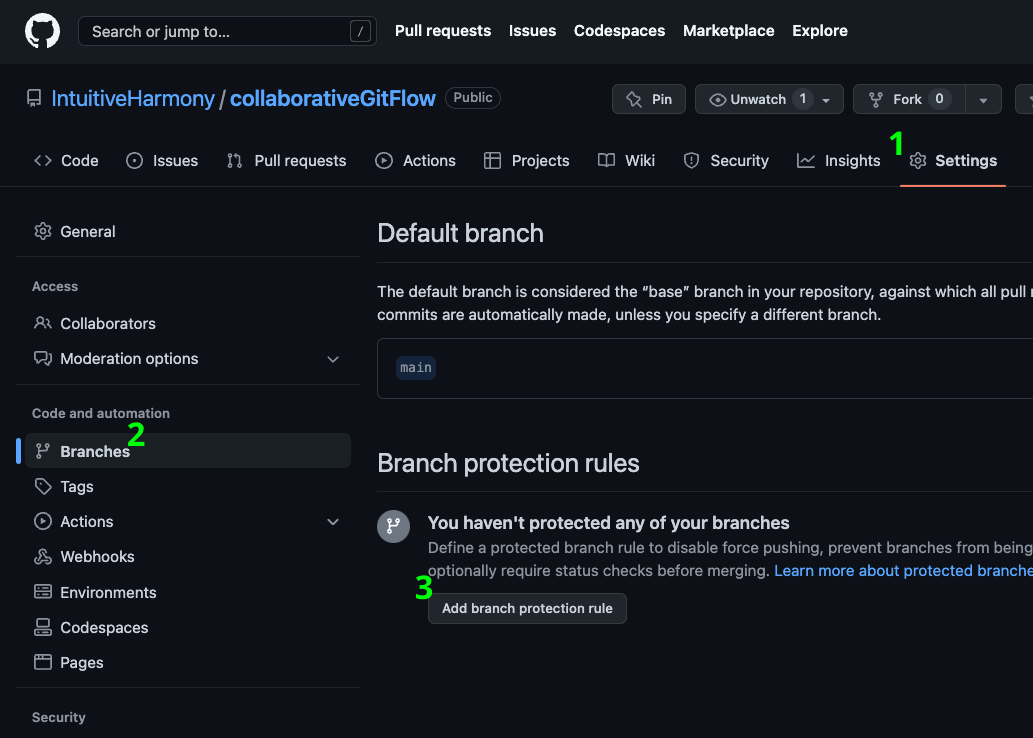 Search or jump to... /
Pull requests
Issues
Codespaces
Marketplace
Explore
IntuitiveHarmony / collaborativeGitFlow
Public
Pin
Unwatch 1
Fork 0
Code
Issues
Pull requests
Actions
Projects
Wiki
Security
Insights
1
Settings
General
Access
Collaborators
Moderation options
Code and automation
2
Branches
Tags
Actions
Webhooks
Environments
Codespaces
Pages
Security
Default branch
The default branch is considered the “base” branch in your repository, against which all pull
commits are automatically made, unless you specify a different branch.
main
Branch protection rules
You haven't protected any of your branches
Define a protected branch rule to disable force pushing, prevent branches from being
optionally require status checks before merging. Learn more about protected branche
3
Add branch protection rule